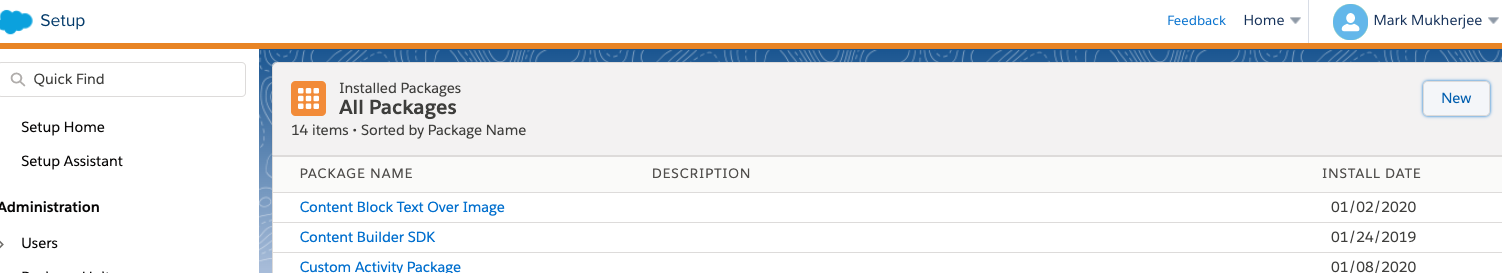 Setup
Feedback Home Mark Mukherjee
Quick Find
Setup Home
Setup Assistant
Administration
Users
Installed Packages
All Packages
14 items • Sorted by Package Name
New
PACKAGE NAME DESCRIPTION INSTALL DATE
Content Block Text Over Image 01/02/2020
Content Builder SDK 01/24/2019
Custom Activity Package 01/08/2020